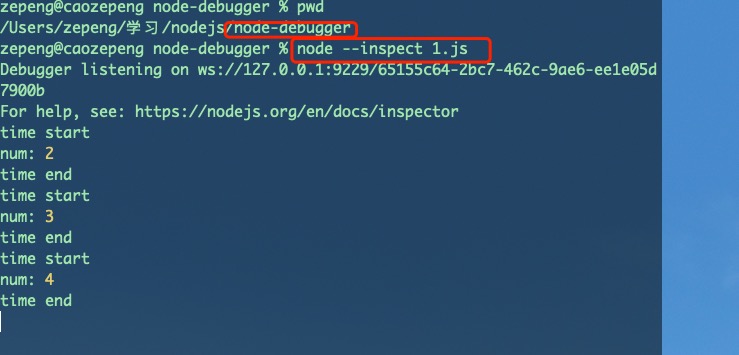 zepeng@caozepeng node-debugger % pwd
/Users/zepeng/学习/nodejs/node-debugger
zepeng@caozepeng node-debugger % node --inspect 1.js
Debugger listening on ws://127.0.0.1:9229/65155c64-2bc7-462c-9ae6-ee1e05d
7900b
For help, see: https://nodejs.org/en/docs/inspector
time start
num: 2
time end
time start
num: 3
time end
time start
num: 4
time end